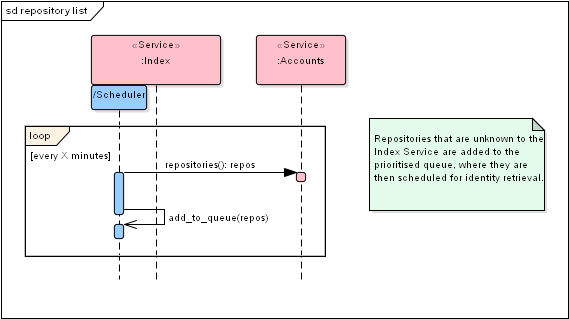 sd repository list
«Service»
:Index
«Service»
:Accounts
/Scheduler
loop
[every X minutes]
repositories(): repos
add_to_queue(repos)
Repositories that are unknown to the
Index Service are added to the
prioritised queue, where they are
then scheduled for identity retrieval.